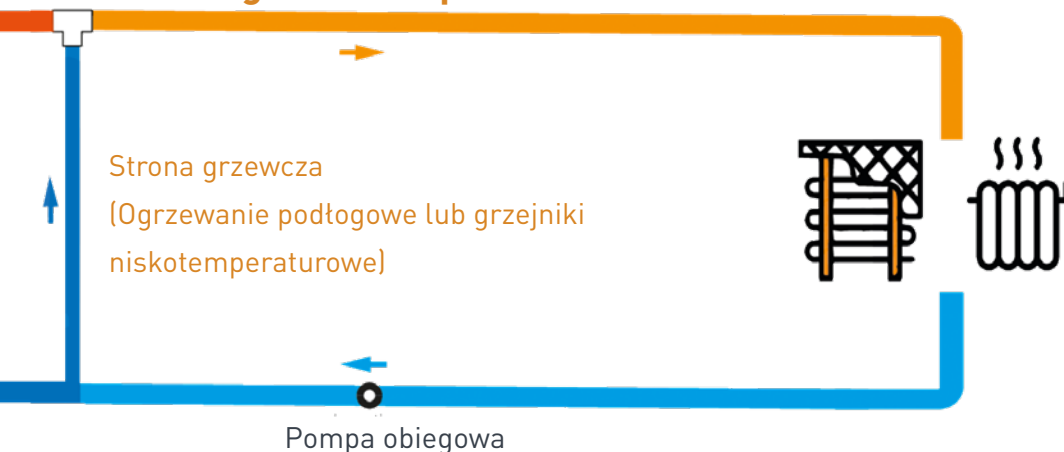 Strona grzewcza
(Ogrzewanie podłogowe lub grzejniki
niskotemperaturowe)
Pompa obiegowa